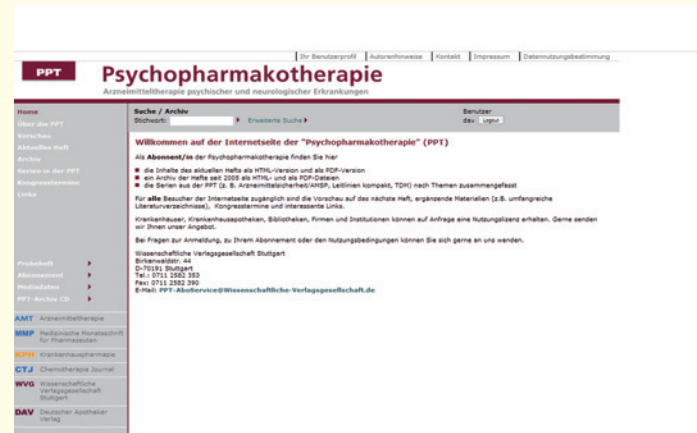 Ihr Benutzerprofil | Autorenhinweise | Kontakt | Impressum | Datennutzungsbestimmung
PPT
Psychopharmakotherapie
Arzneimitteltherapie psychischer und neurologischer Erkrankungen
Home
Über die PPT
Vorschau
Aktuelles Heft
Archiv
Serien in der PPT
Kongresstermine
Links
Probeheft
Abonnement
Mediadaten
PPT-Archiv CD
AMT Arzneimitteltherapie
MMP Medizinische Monatsschrift
für Pharmazeuten
KPH Krankenhauspharmazie
CTJ Chemotherapie Journal
WVG Wissenschaftliche
Verlagsgesellschaft
Stuttgart
DAV Deutscher Apotheker
Verlag
Suche / Archiv
Stichwort:
Erweiterte Suche
Benutzer
dav Logout
Willkommen auf der Internetseite der "Psychopharmakotherapie" (PPT)
Als Abonnent/in der Psychopharmakotherapie finden Sie hier
die Inhalte des aktuellen Hefts als HTML-Version und als PDF-Version
ein Archiv der Hefte seit 2005 als HTML- und als PDF-Dateien
die Serien aus der PPT (z. B. Arzneimittelsicherheit/AMSP, Leitlinien kompakt, TDM) nach Themen zusammengefasst
Für alle Besucher der Internetseite zugänglich sind die Vorschau auf das nächste Heft, ergänzende Materialien (z.B. umfangreiche
Literaturverzeichnisse), Kongresstermine und interessante Links.
Krankenhäuser, Krankenhausapotheken, Bibliotheken, Firmen und Institutionen können auf Anfrage eine Nutzungslizenz erhalten. Gerne senden
wir Ihnen unser Angebot.
Bei Fragen zur Anmeldung, zu Ihrem Abonnement oder den Nutzungsbedingungen können Sie sich gerne an uns wenden.
Wissenschaftliche Verlagsgesellschaft Stuttgart
Birkenwaldstr. 44
D-70191 Stuttgart
Tel.: 0711 2582 353
Fax: 0711 2582 390
E-Mail: PPT-AboService@Wissenschaftliche-Verlagsgesellschaft.de